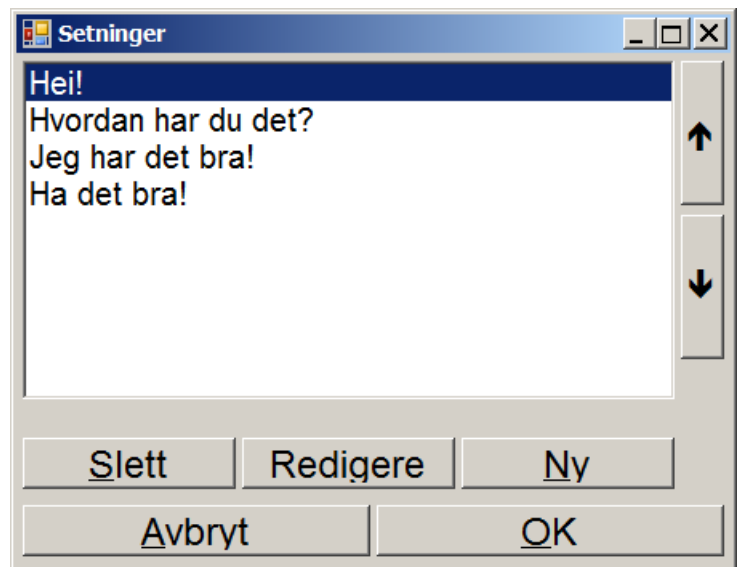 Setninger
Hei!
Hvordan har du det?
Jeg har det bra!
Ha det bra!
Slett Redigere Ny
Avbryt OK